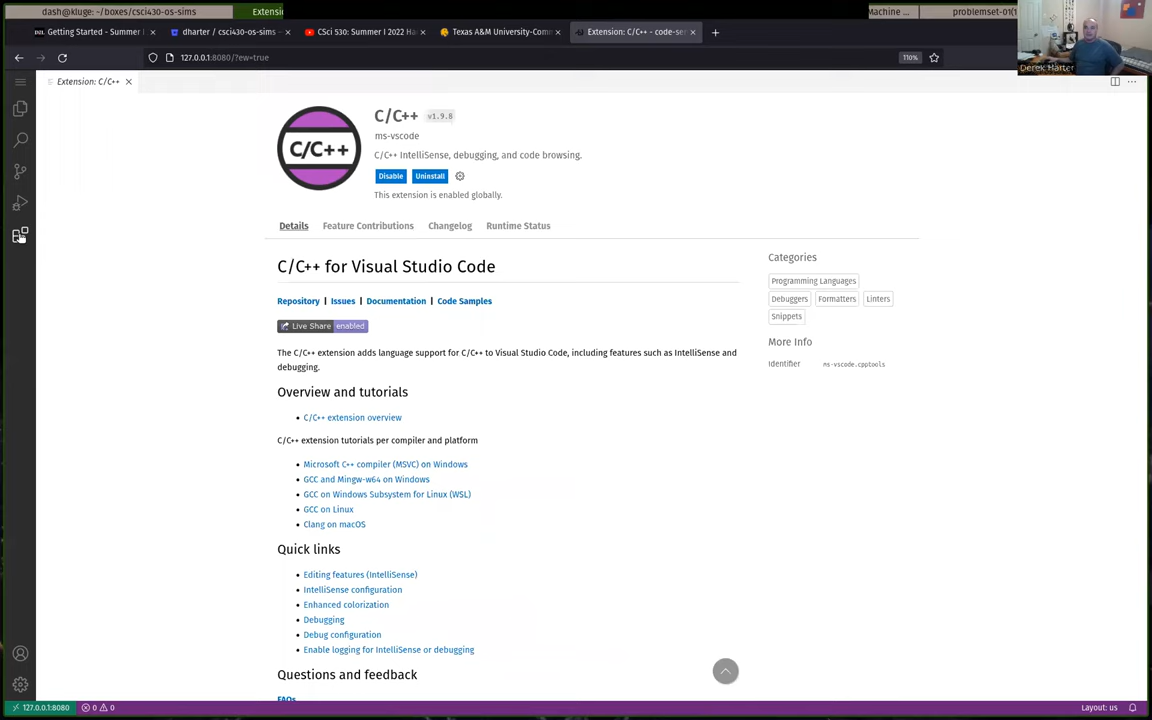 dash@kluge: ~/boxes/csci430-os-sims
Extensi
Machine ...
problemset-01(1
Getting Started - Summer I
dharter / csci430-os-sims —
CSci 530: Summer I 2022 Ha
Texas A&M University-Comm
Extension: C/C++ - code-ser
127.0.0.1:8080/?ew=true
110%
Derek Harter
Extension: C/C++
C/C++
C/C++ v1.9.8
ms-vscode
C/C++ IntelliSense, debugging, and code browsing.
Disable Uninstall
This extension is enabled globally.
Details Feature Contributions Changelog Runtime Status
C/C++ for Visual Studio Code
Repository | Issues | Documentation | Code Samples
Live Share enabled
The C/C++ extension adds language support for C/C++ to Visual Studio Code, including features such as IntelliSense and
debugging.
Overview and tutorials
• C/C++ extension overview
C/C++ extension tutorials per compiler and platform
• Microsoft C++ compiler (MSVC) on Windows
• GCC and Mingw-w64 on Windows
• GCC on Windows Subsystem for Linux (WSL)
• GCC on Linux
• Clang on macOS
Quick links
• Editing features (IntelliSense)
• IntelliSense configuration
• Enhanced colorization
• Debugging
• Debug configuration
• Enable logging for IntelliSense or debugging
Questions and feedback
FAQs
Categories
Programming Languages
Debuggers Formatters Linters
Snippets
More Info
Identifier ms-vscode.cpptools
127.0.0.1:8080 0 0
Layout: us